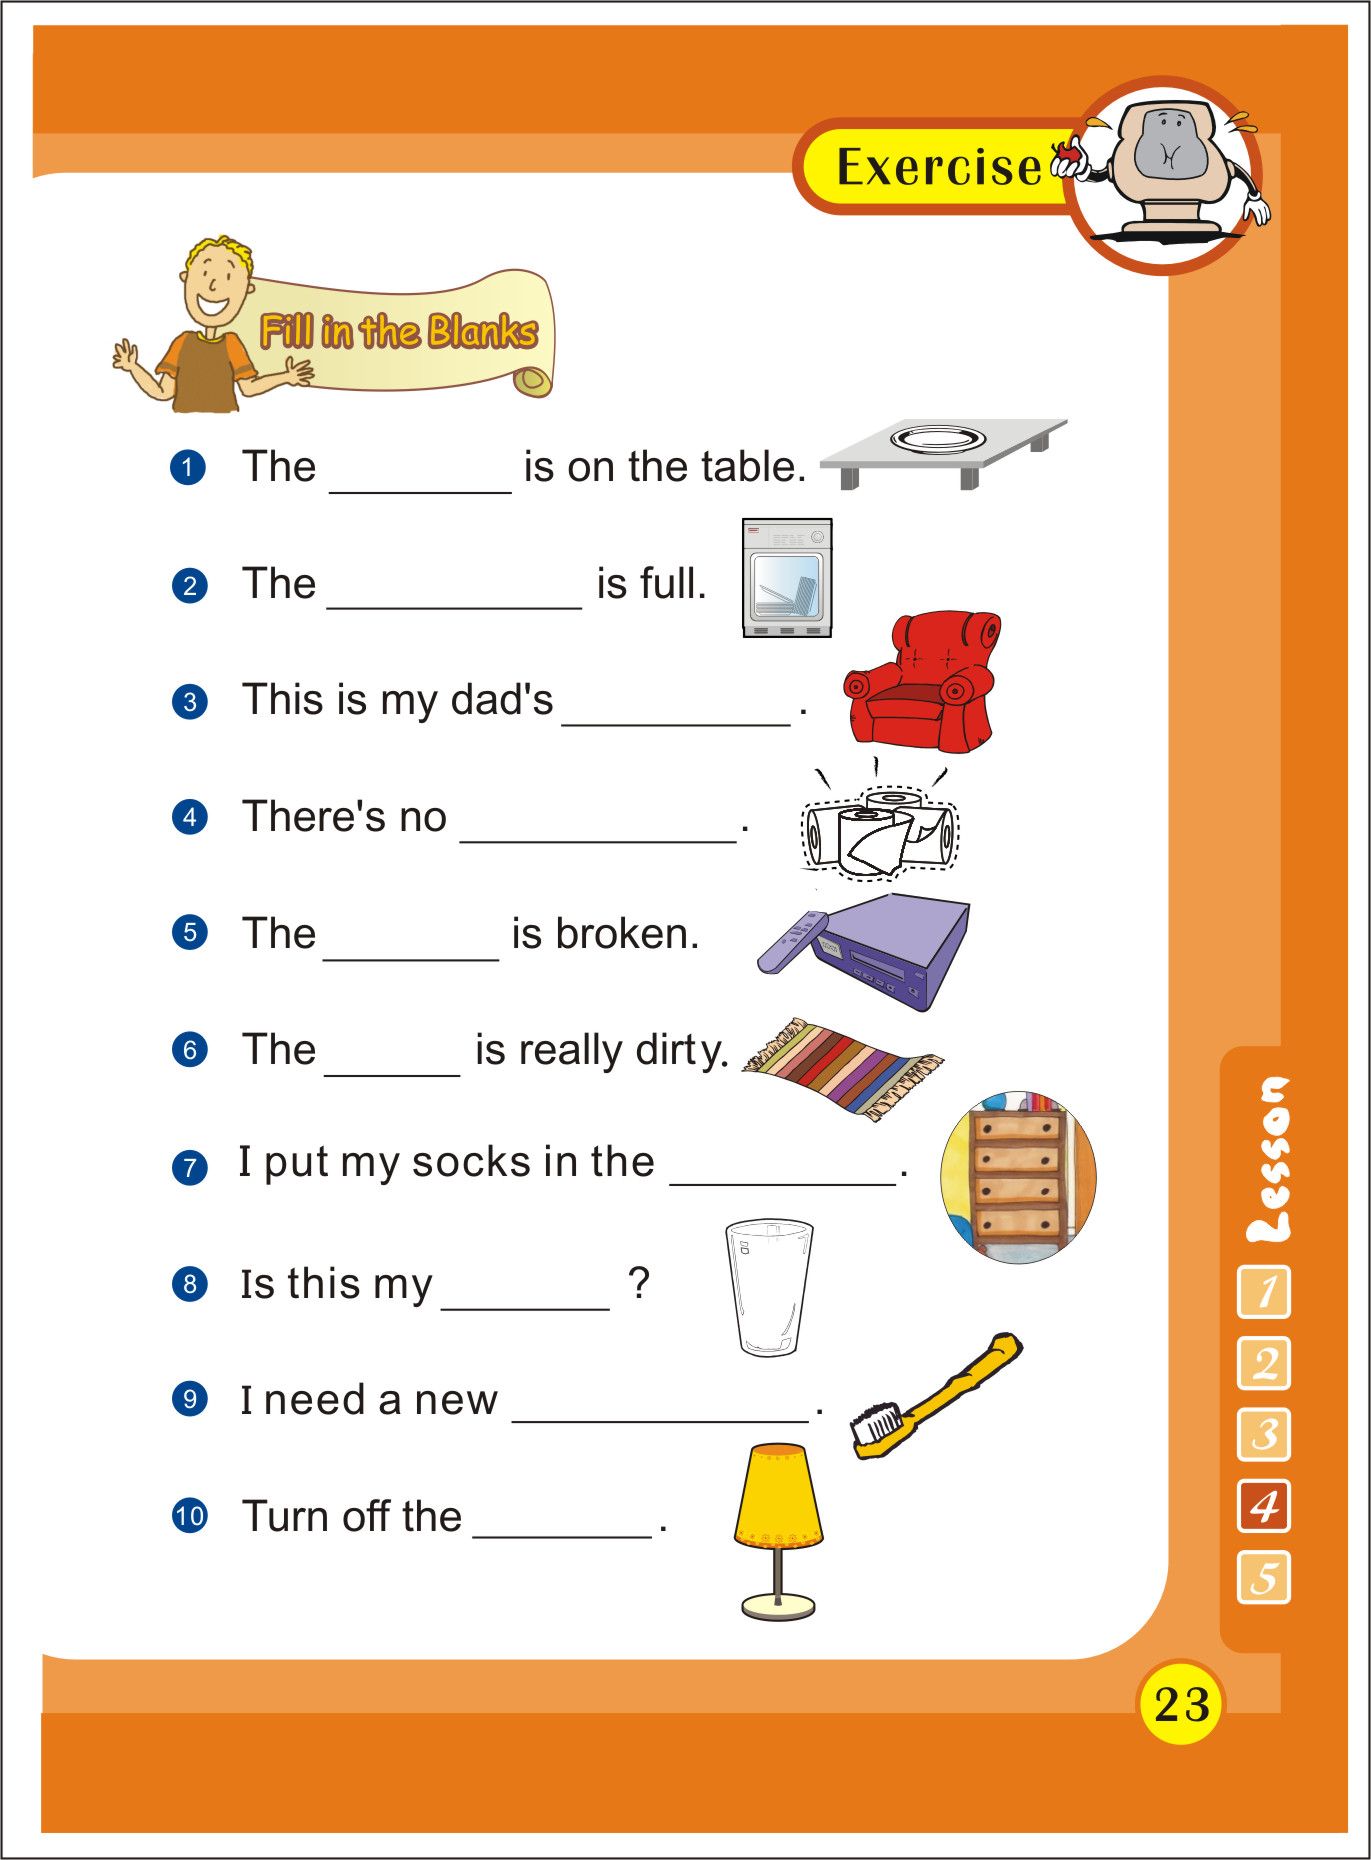 Exercise
Fill in the Blanks
1 The ________ is on the table.
2 The ___________ is full.
3 This is my dad's __________ .
4 There's no ____________.
5 The ________ is broken.
6 The ______ is really dirty.
7 I put my socks in the __________ .
8 Is this my _______ ?
9 I need a new _____________ .
10 Turn off the ________ .
Lesson
1
2
3
4
5
23